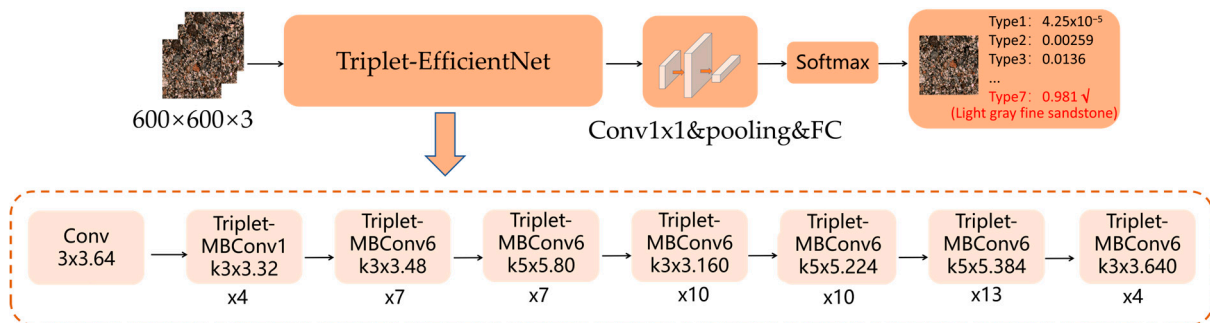 600×600×3
Triplet-EfficientNet
Conv1x1&pooling&FC
Softmax
Type1: 4.25x10⁻⁵
Type2: 0.00259
Type3: 0.0136
...
Type7: 0.981 √
(Light gray fine sandstone)
Conv
3x3.64
Triplet-
MBConv1
k3x3.32
x4
Triplet-
MBConv6
k3x3.48
x7
Triplet-
MBConv6
k5x5.80
x7
Triplet-
MBConv6
k3x3.160
x10
Triplet-
MBConv6
k5x5.224
x10
Triplet-
MBConv6
k5x5.384
x13
Triplet-
MBConv6
k3x3.640
x4